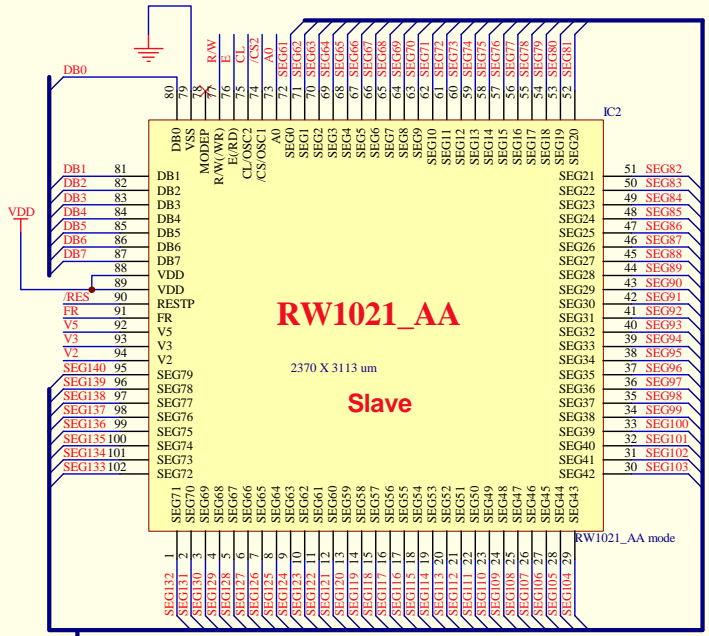 R/W E CL /CS2 A0 SEG61 SEG62 SEG63 SEG64 SEG65 SEG66 SEG67 SEG68 SEG69 SEG70 SEG71 SEG72 SEG73 SEG74 SEG75 SEG76 SEG77 SEG78 SEG79 SEG80 SEG81
DB0
80 79 78 77 76 75 74 73 72 71 70 69 68 67 66 65 64 63 62 61 60 59 58 57 56 55 54 53 52
IC2
DB0 VSS MODEP R/W(/WR) E(/RD) CL/OSC2 /CS/OSC1 A0 SEG0 SEG1 SEG2 SEG3 SEG4 SEG5 SEG6 SEG7 SEG8 SEG9 SEG10 SEG11 SEG12 SEG13 SEG14 SEG15 SEG16 SEG17 SEG18 SEG19 SEG20
DB1 81 DB1 SEG21 51 SEG82
DB2 82 DB2 SEG22 50 SEG83
DB3 83 DB3 SEG23 49 SEG84
VDD
DB4 84 DB4 SEG24 48 SEG85
DB5 85 DB5 SEG25 47 SEG86
DB6 86 DB6 SEG26 46 SEG87
DB7 87 DB7 SEG27 45 SEG88
88 VDD SEG28 44 SEG89
89 VDD SEG29 43 SEG90
/RES 90 RESTP SEG30 42 SEG91
FR 91 FR SEG31 41 SEG92
RW1021_AA
V5 92 V5 SEG32 40 SEG93
V3 93 V3 SEG33 39 SEG94
V2 94 V2 SEG34 38 SEG95
2370 X 3113 um
SEG140 95 SEG79 SEG35 37 SEG96
SEG139 96 SEG78 SEG36 36 SEG97
SEG138 97 SEG77 SEG37 35 SEG98
Slave
SEG137 98 SEG76 SEG38 34 SEG99
SEG136 99 SEG75 SEG39 33 SEG100
SEG135 100 SEG74 SEG40 32 SEG101
SEG134 101 SEG73 SEG41 31 SEG102
SEG133 102 SEG72 SEG42 30 SEG103
SEG71 SEG70 SEG69 SEG68 SEG67 SEG66 SEG65 SEG64 SEG63 SEG62 SEG61 SEG60 SEG59 SEG58 SEG57 SEG56 SEG55 SEG54 SEG53 SEG52 SEG51 SEG50 SEG49 SEG48 SEG47 SEG46 SEG45 SEG44 SEG43
RW1021_AA mode
1 2 3 4 5 6 7 8 9 10 11 12 13 14 15 16 17 18 19 20 21 22 23 24 25 26 27 28 29
SEG132 SEG131 SEG130 SEG129 SEG128 SEG127 SEG126 SEG125 SEG124 SEG123 SEG122 SEG121 SEG120 SEG119 SEG118 SEG117 SEG116 SEG115 SEG114 SEG113 SEG112 SEG111 SEG110 SEG109 SEG108 SEG107 SEG106 SEG105 SEG104